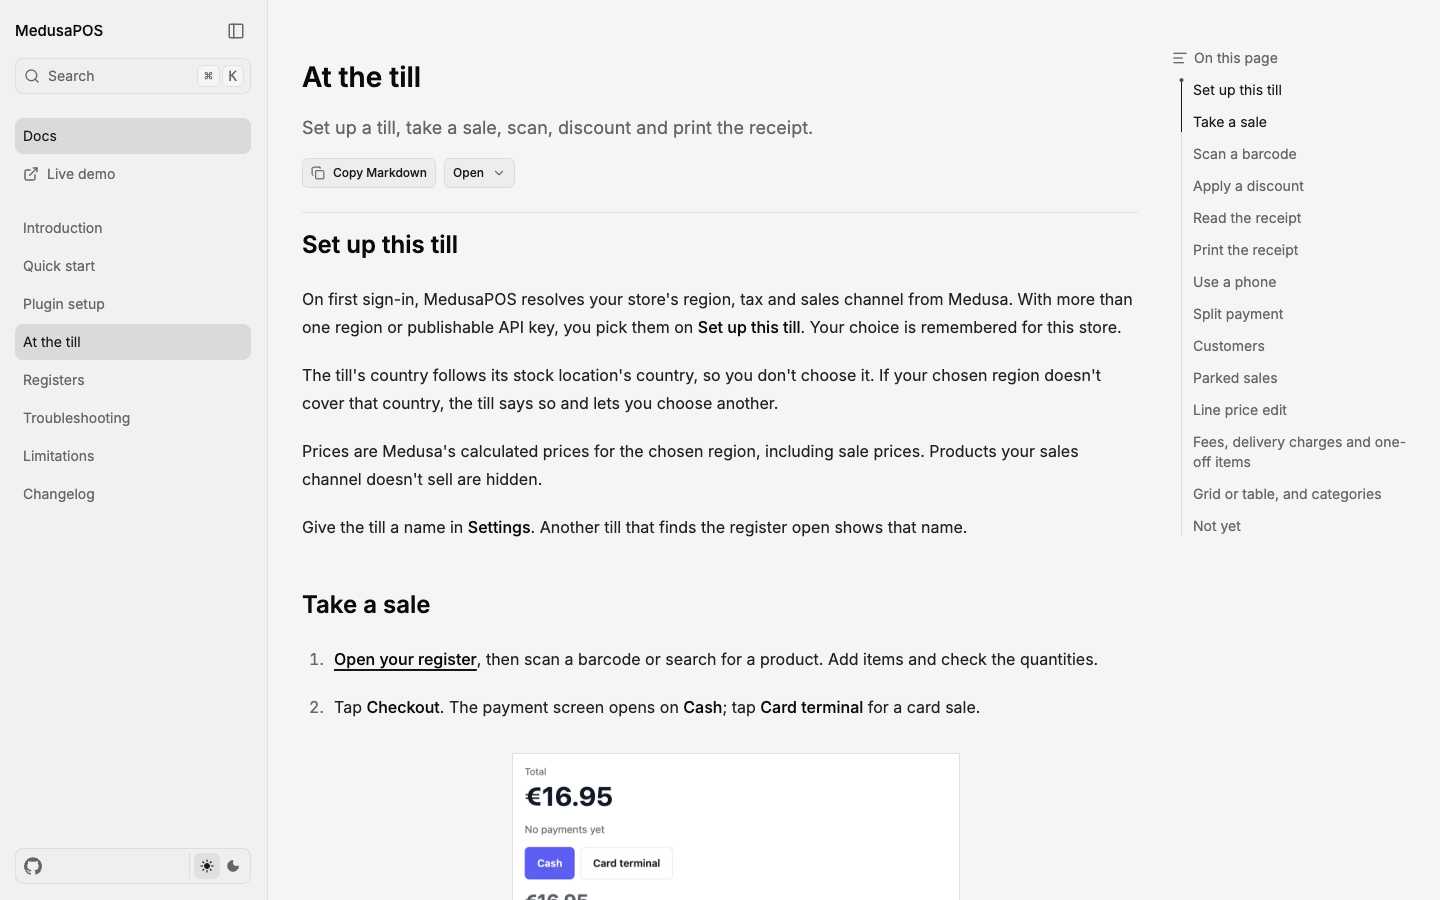 MedusaPOS
Search
⌘ K
Docs
Live demo
Introduction
Quick start
Plugin setup
At the till
Registers
Troubleshooting
Limitations
Changelog
At the till
Set up a till, take a sale, scan, discount and print the receipt.
Copy Markdown
Open
Set up this till
On first sign-in, MedusaPOS resolves your store's region, tax and sales channel from Medusa. With more than
one region or publishable API key, you pick them on Set up this till. Your choice is remembered for this store.
The till's country follows its stock location's country, so you don't choose it. If your chosen region doesn't
cover that country, the till says so and lets you choose another.
Prices are Medusa's calculated prices for the chosen region, including sale prices. Products your sales
channel doesn't sell are hidden.
Give the till a name in Settings. Another till that finds the register open shows that name.
Take a sale
1. Open your register, then scan a barcode or search for a product. Add items and check the quantities.
2. Tap Checkout. The payment screen opens on Cash; tap Card terminal for a card sale.
Total
€16.95
No payments yet
Cash
Card terminal
€16.95
On this page
Set up this till
Take a sale
Scan a barcode
Apply a discount
Read the receipt
Print the receipt
Use a phone
Split payment
Customers
Parked sales
Line price edit
Fees, delivery charges and one-
off items
Grid or table, and categories
Not yet